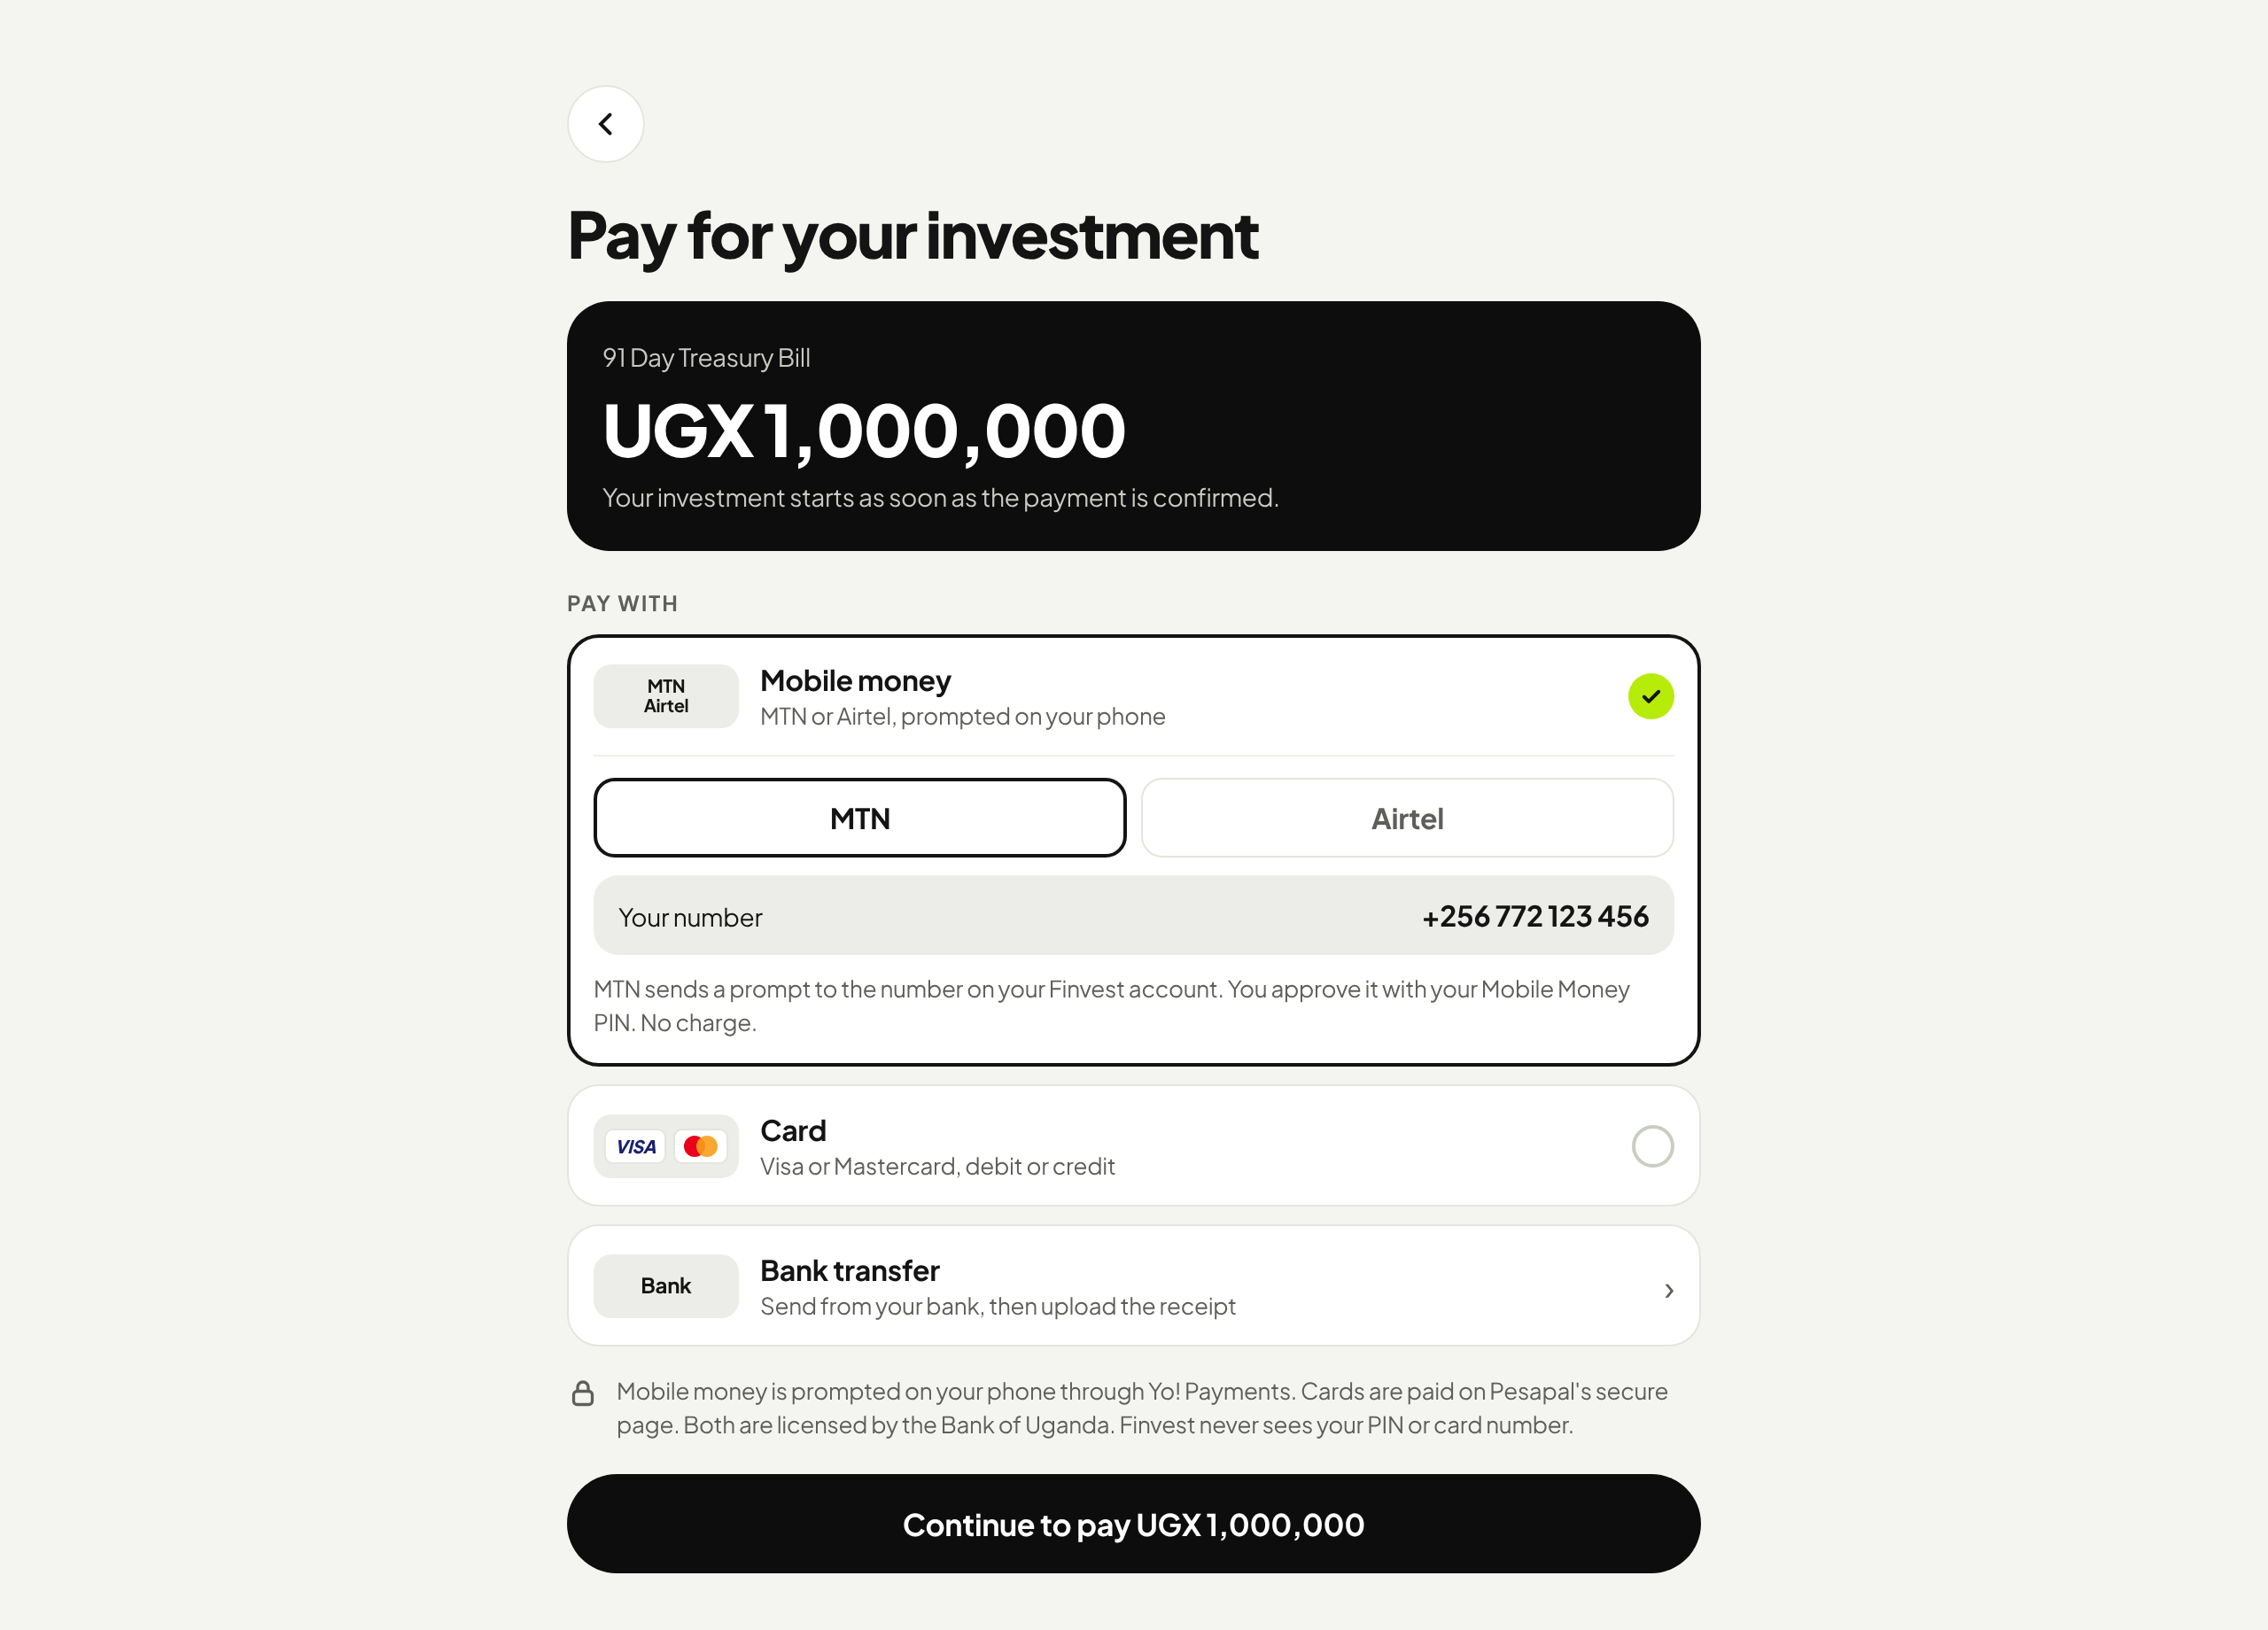 Pay for your investment
91 Day Treasury Bill
UGX 1,000,000
Your investment starts as soon as the payment is confirmed.
PAY WITH
MTN
Airtel
Mobile money
MTN or Airtel, prompted on your phone
MTN
Airtel
Your number
+256 772 123 456
MTN sends a prompt to the number on your Finvest account. You approve it with your Mobile Money
PIN. No charge.
VISA
Card
Visa or Mastercard, debit or credit
Bank
Bank transfer
Send from your bank, then upload the receipt
Mobile money is prompted on your phone through Yo! Payments. Cards are paid on Pesapal's secure
page. Both are licensed by the Bank of Uganda. Finvest never sees your PIN or card number.
Continue to pay UGX 1,000,000